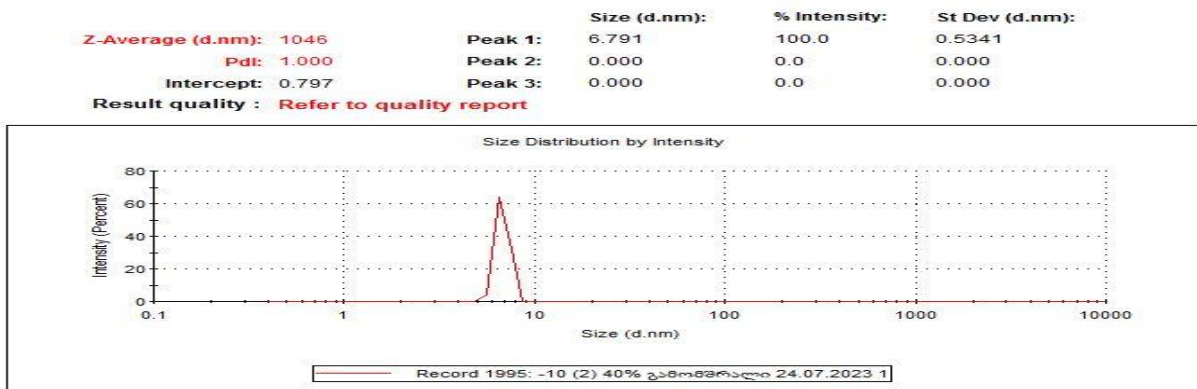 Size (d.nm): % Intensity: St Dev (d.nm):
Z-Average (d.nm): 1046 Peak 1: 6.791 100.0 0.5341
PdI: 1.000 Peak 2: 0.000 0.0 0.000
Intercept: 0.797 Peak 3: 0.000 0.0 0.000
Result quality : Refer to quality report
Size Distribution by Intensity
Intensity (Percent)
80
60
40
20
0
0.1 1 10 100 1000 10000
Size (d.nm)
Record 1995: -10 (2) 40% გამომშრალი 24.07.2023 1